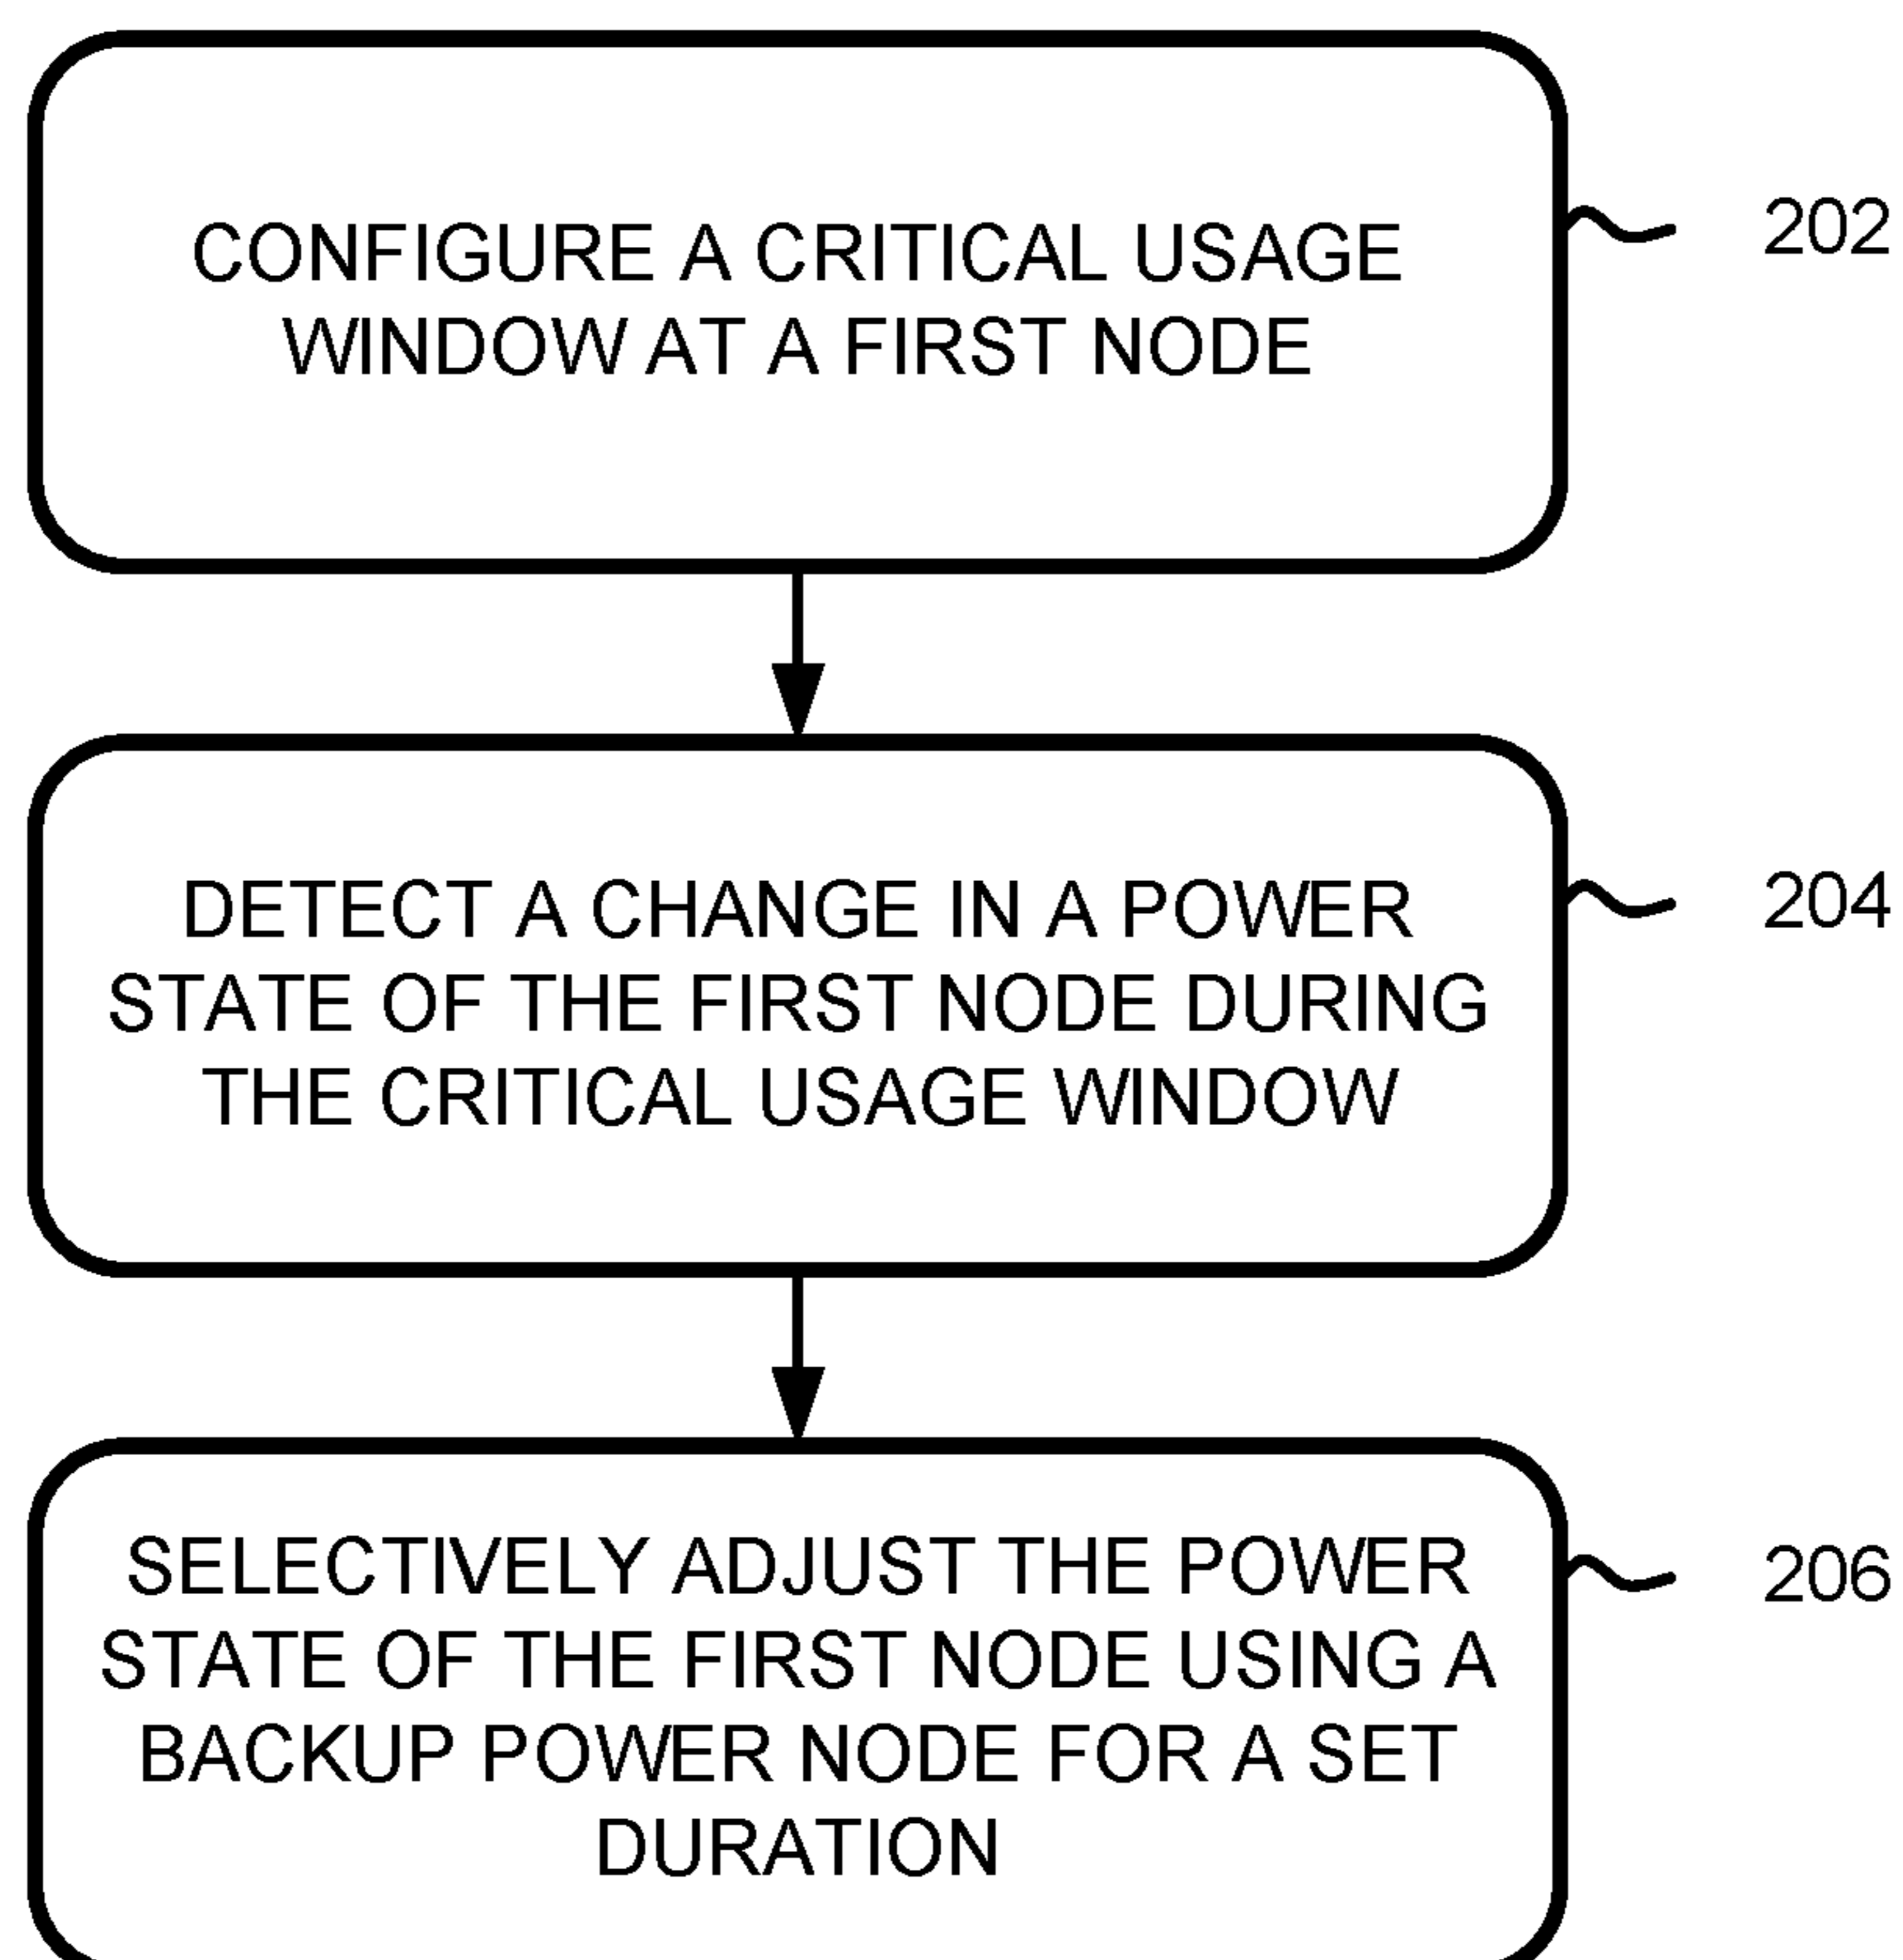 CONFIGURE A CRITICAL USAGE
WINDOW AT A FIRST NODE
202
DETECT A CHANGE IN A POWER
STATE OF THE FIRST NODE DURING
THE CRITICAL USAGE WINDOW
204
SELECTIVELY ADJUST THE POWER
STATE OF THE FIRST NODE USING A
BACKUP POWER NODE FOR A SET
DURATION
206